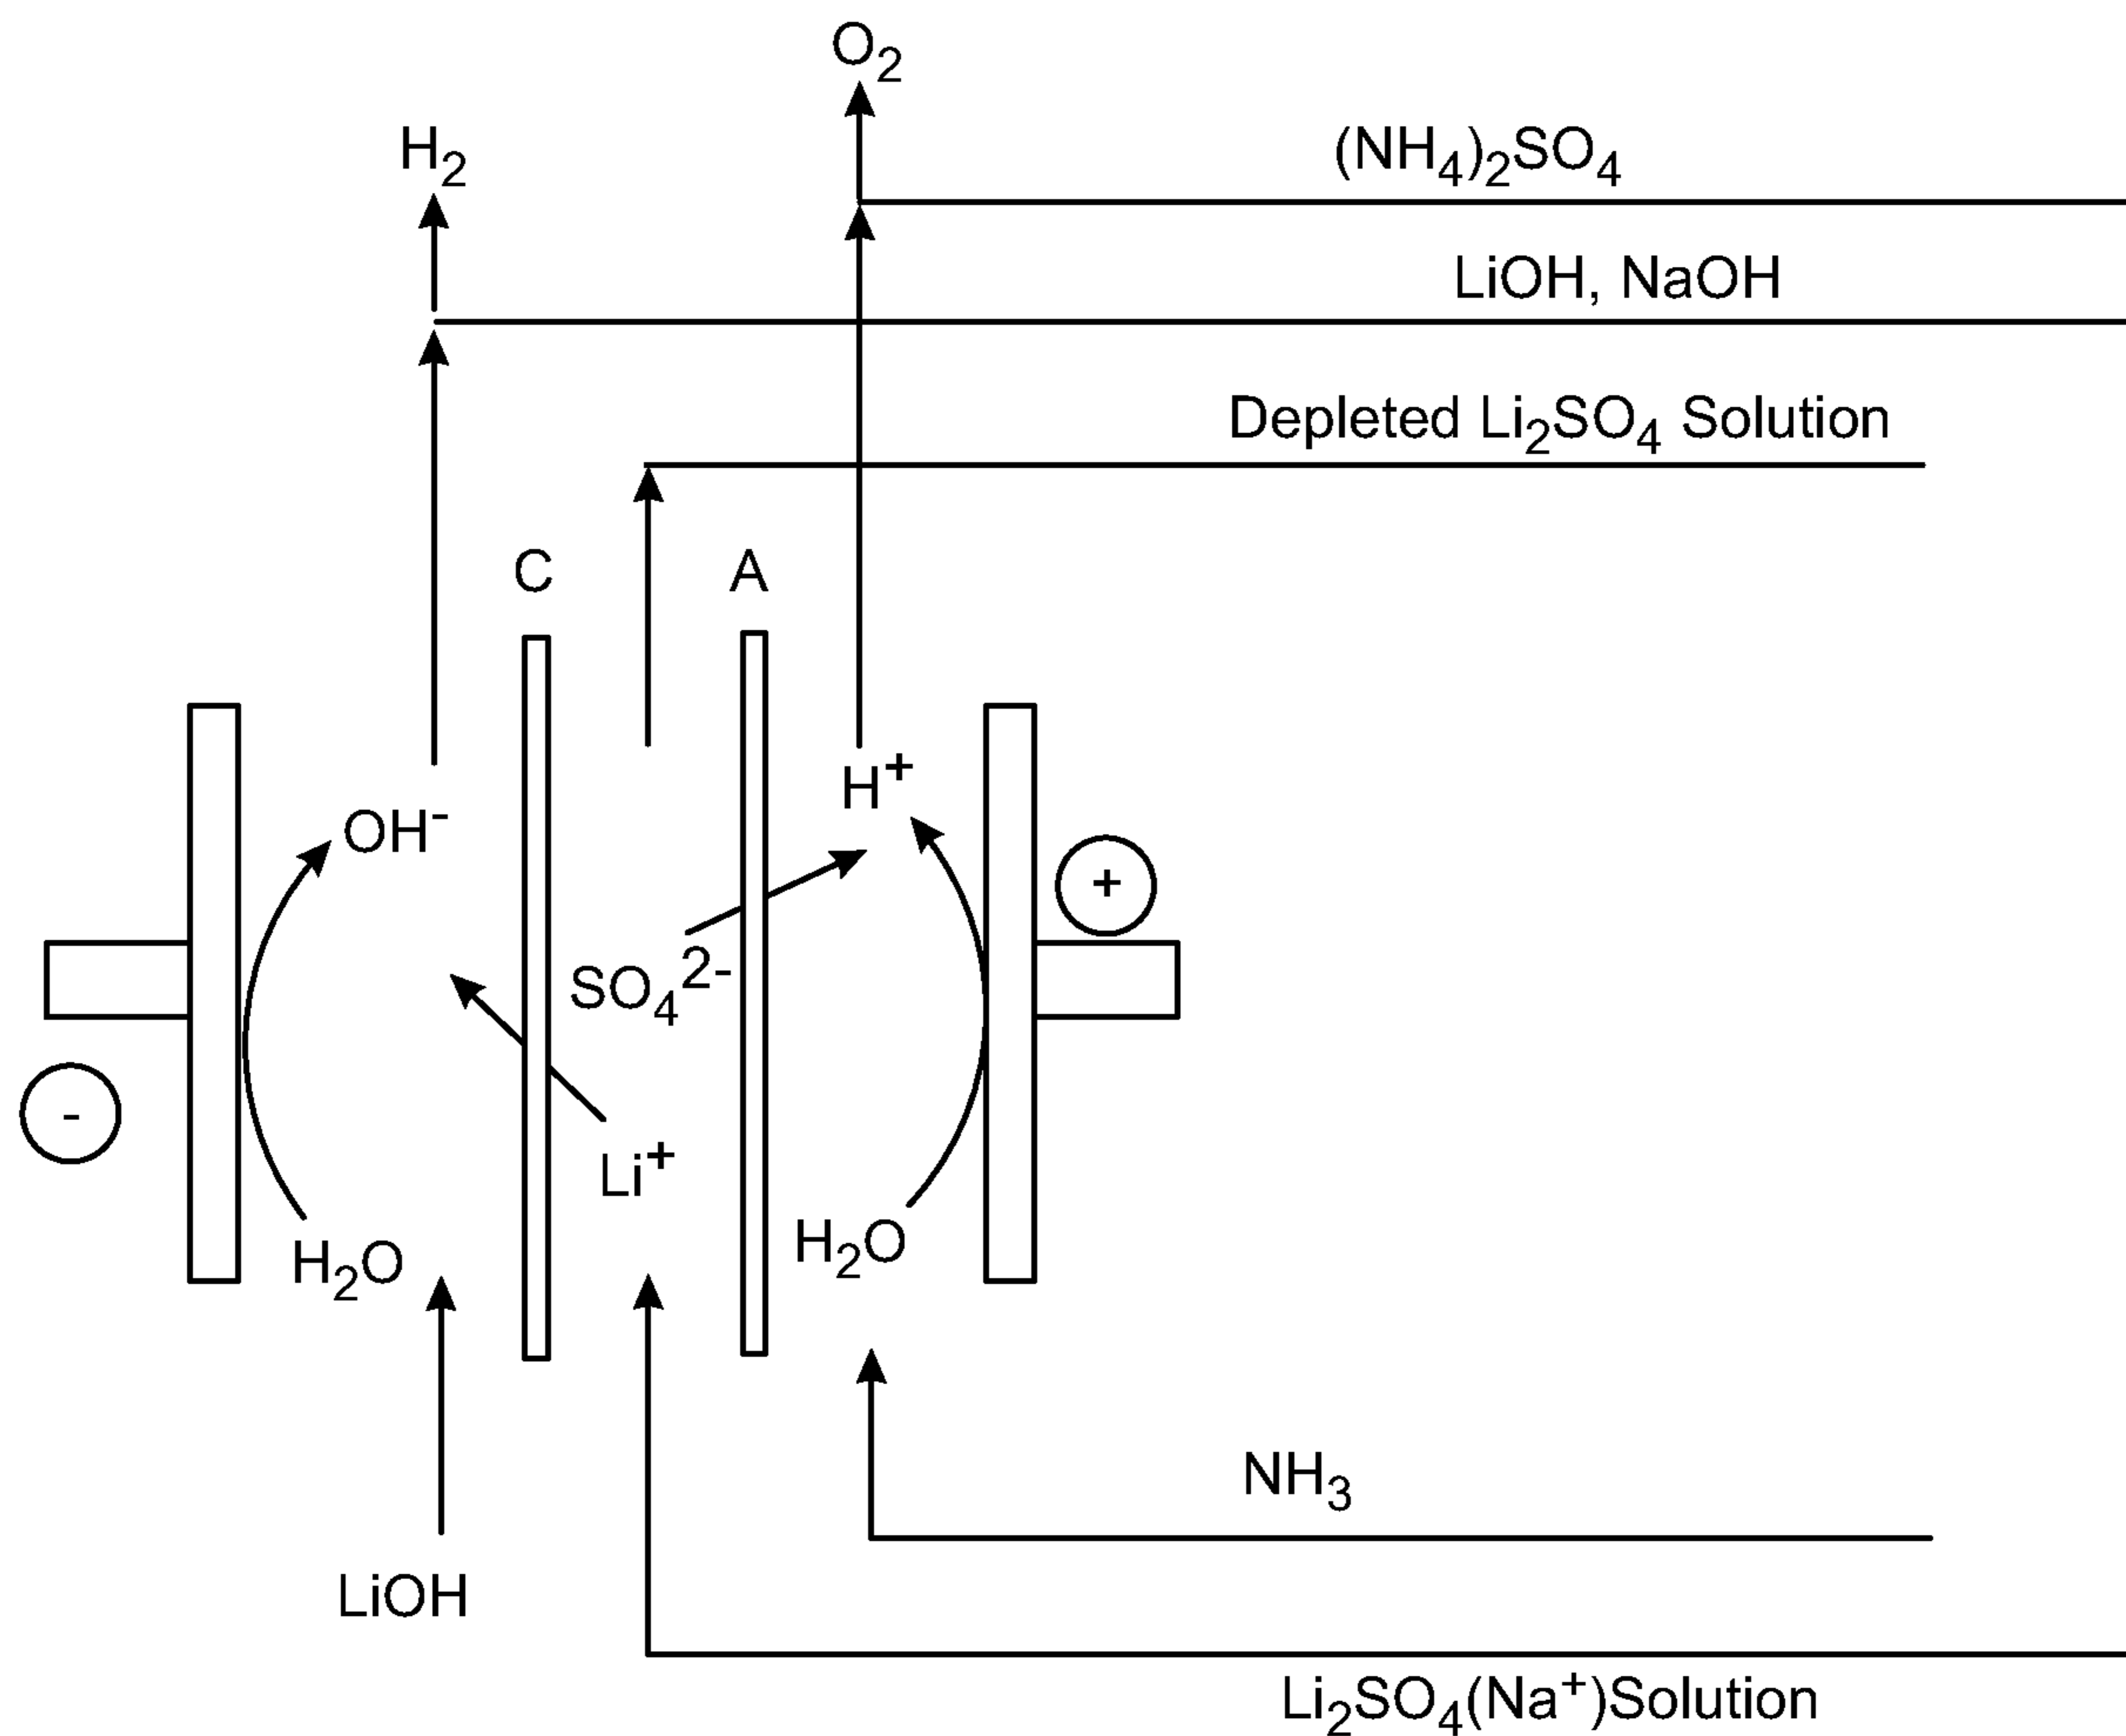 O₂
H₂
(NH₄)₂SO₄
LiOH, NaOH
Depleted Li₂SO₄ Solution
C
A
H⁺
OH⁻
+
SO₄²⁻
-
Li⁺
H₂O
H₂O
NH₃
LiOH
Li₂SO₄(Na⁺)Solution